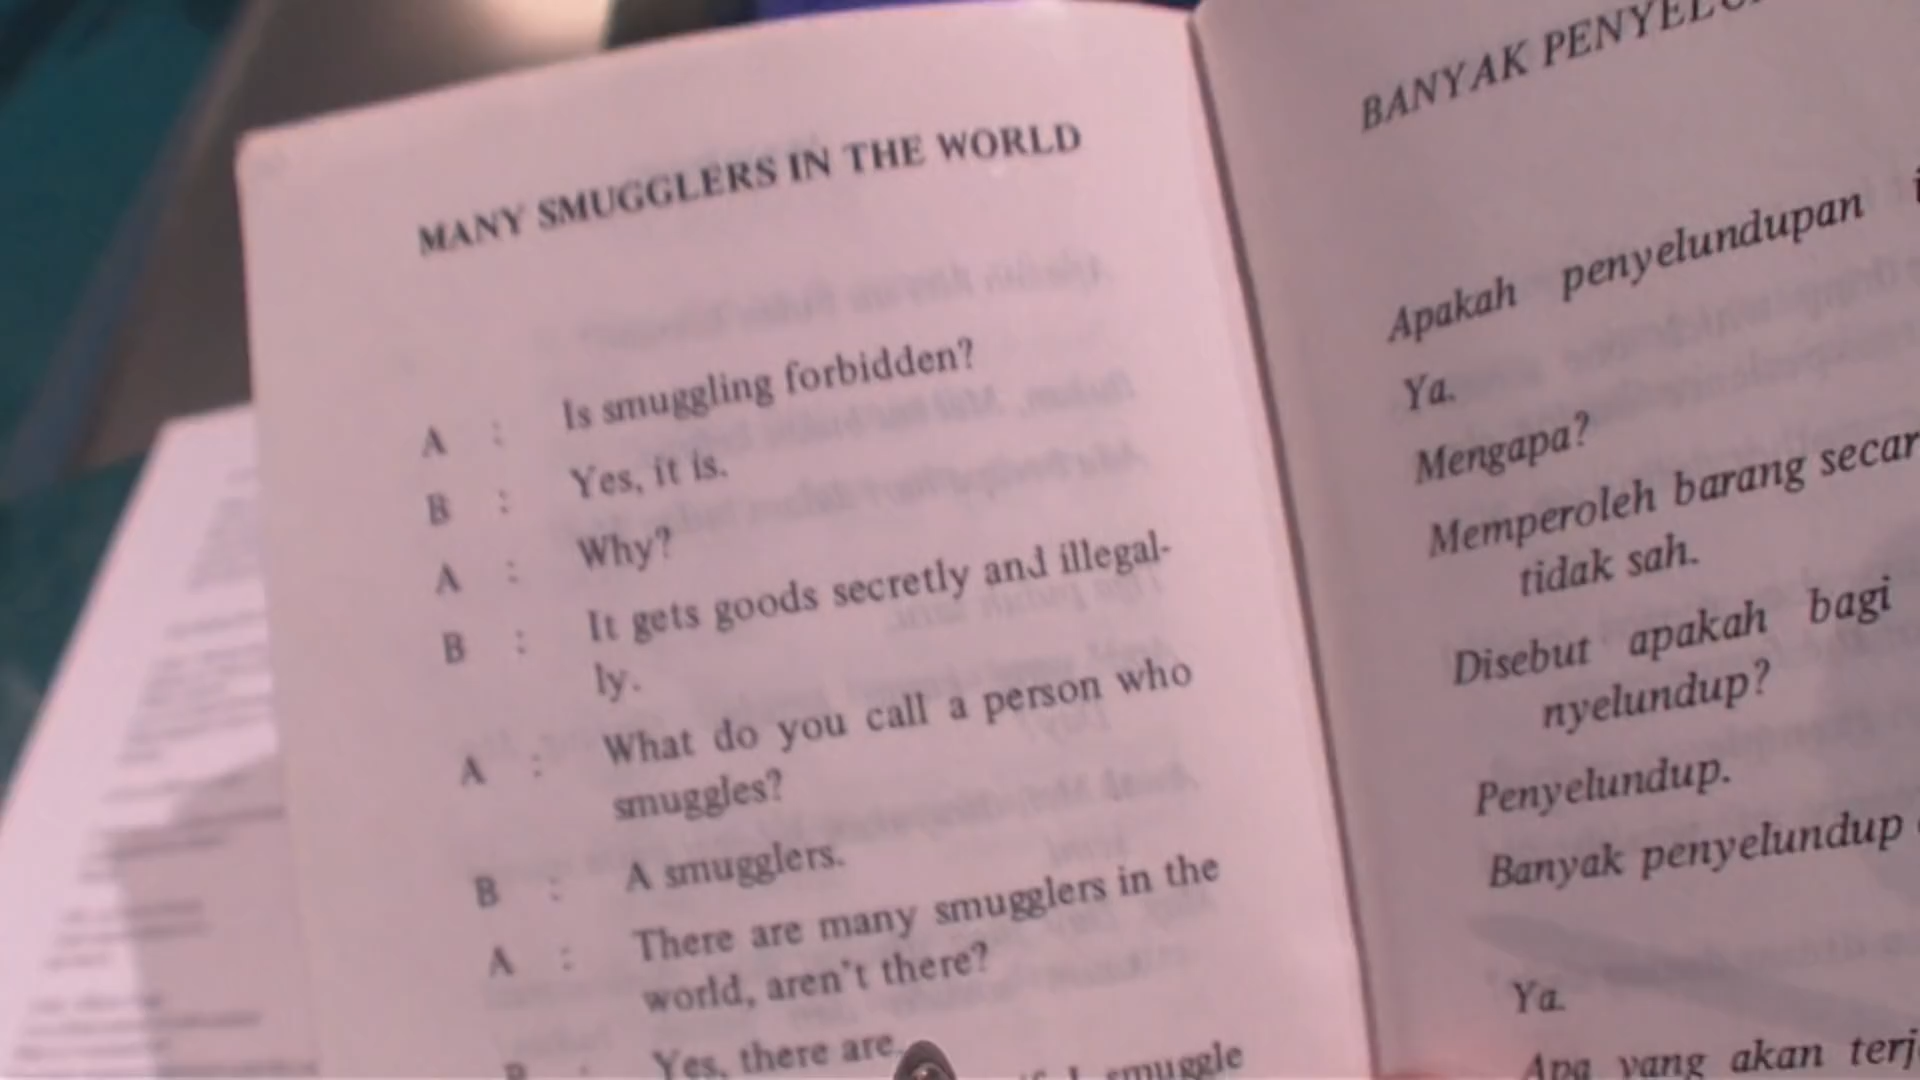 MANY SMUGGLERS IN THE WORLD
A : Is smuggling forbidden?
B : Yes, it is.
A : Why?
B : It gets goods secretly and illegal-
ly.
A : What do you call a person who
smuggles?
B : A smugglers.
A : There are many smugglers in the
world, aren't there?
B : Yes, there are.
smuggle
BANYAK
Apakah penyelundupan
Ya.
Mengapa?
Memperoleh barang
tidak sah.
Disebut apakah bagi
nyelundup?
Penyelundup.
Banyak penyelundup
Ya.
Apa yang akan